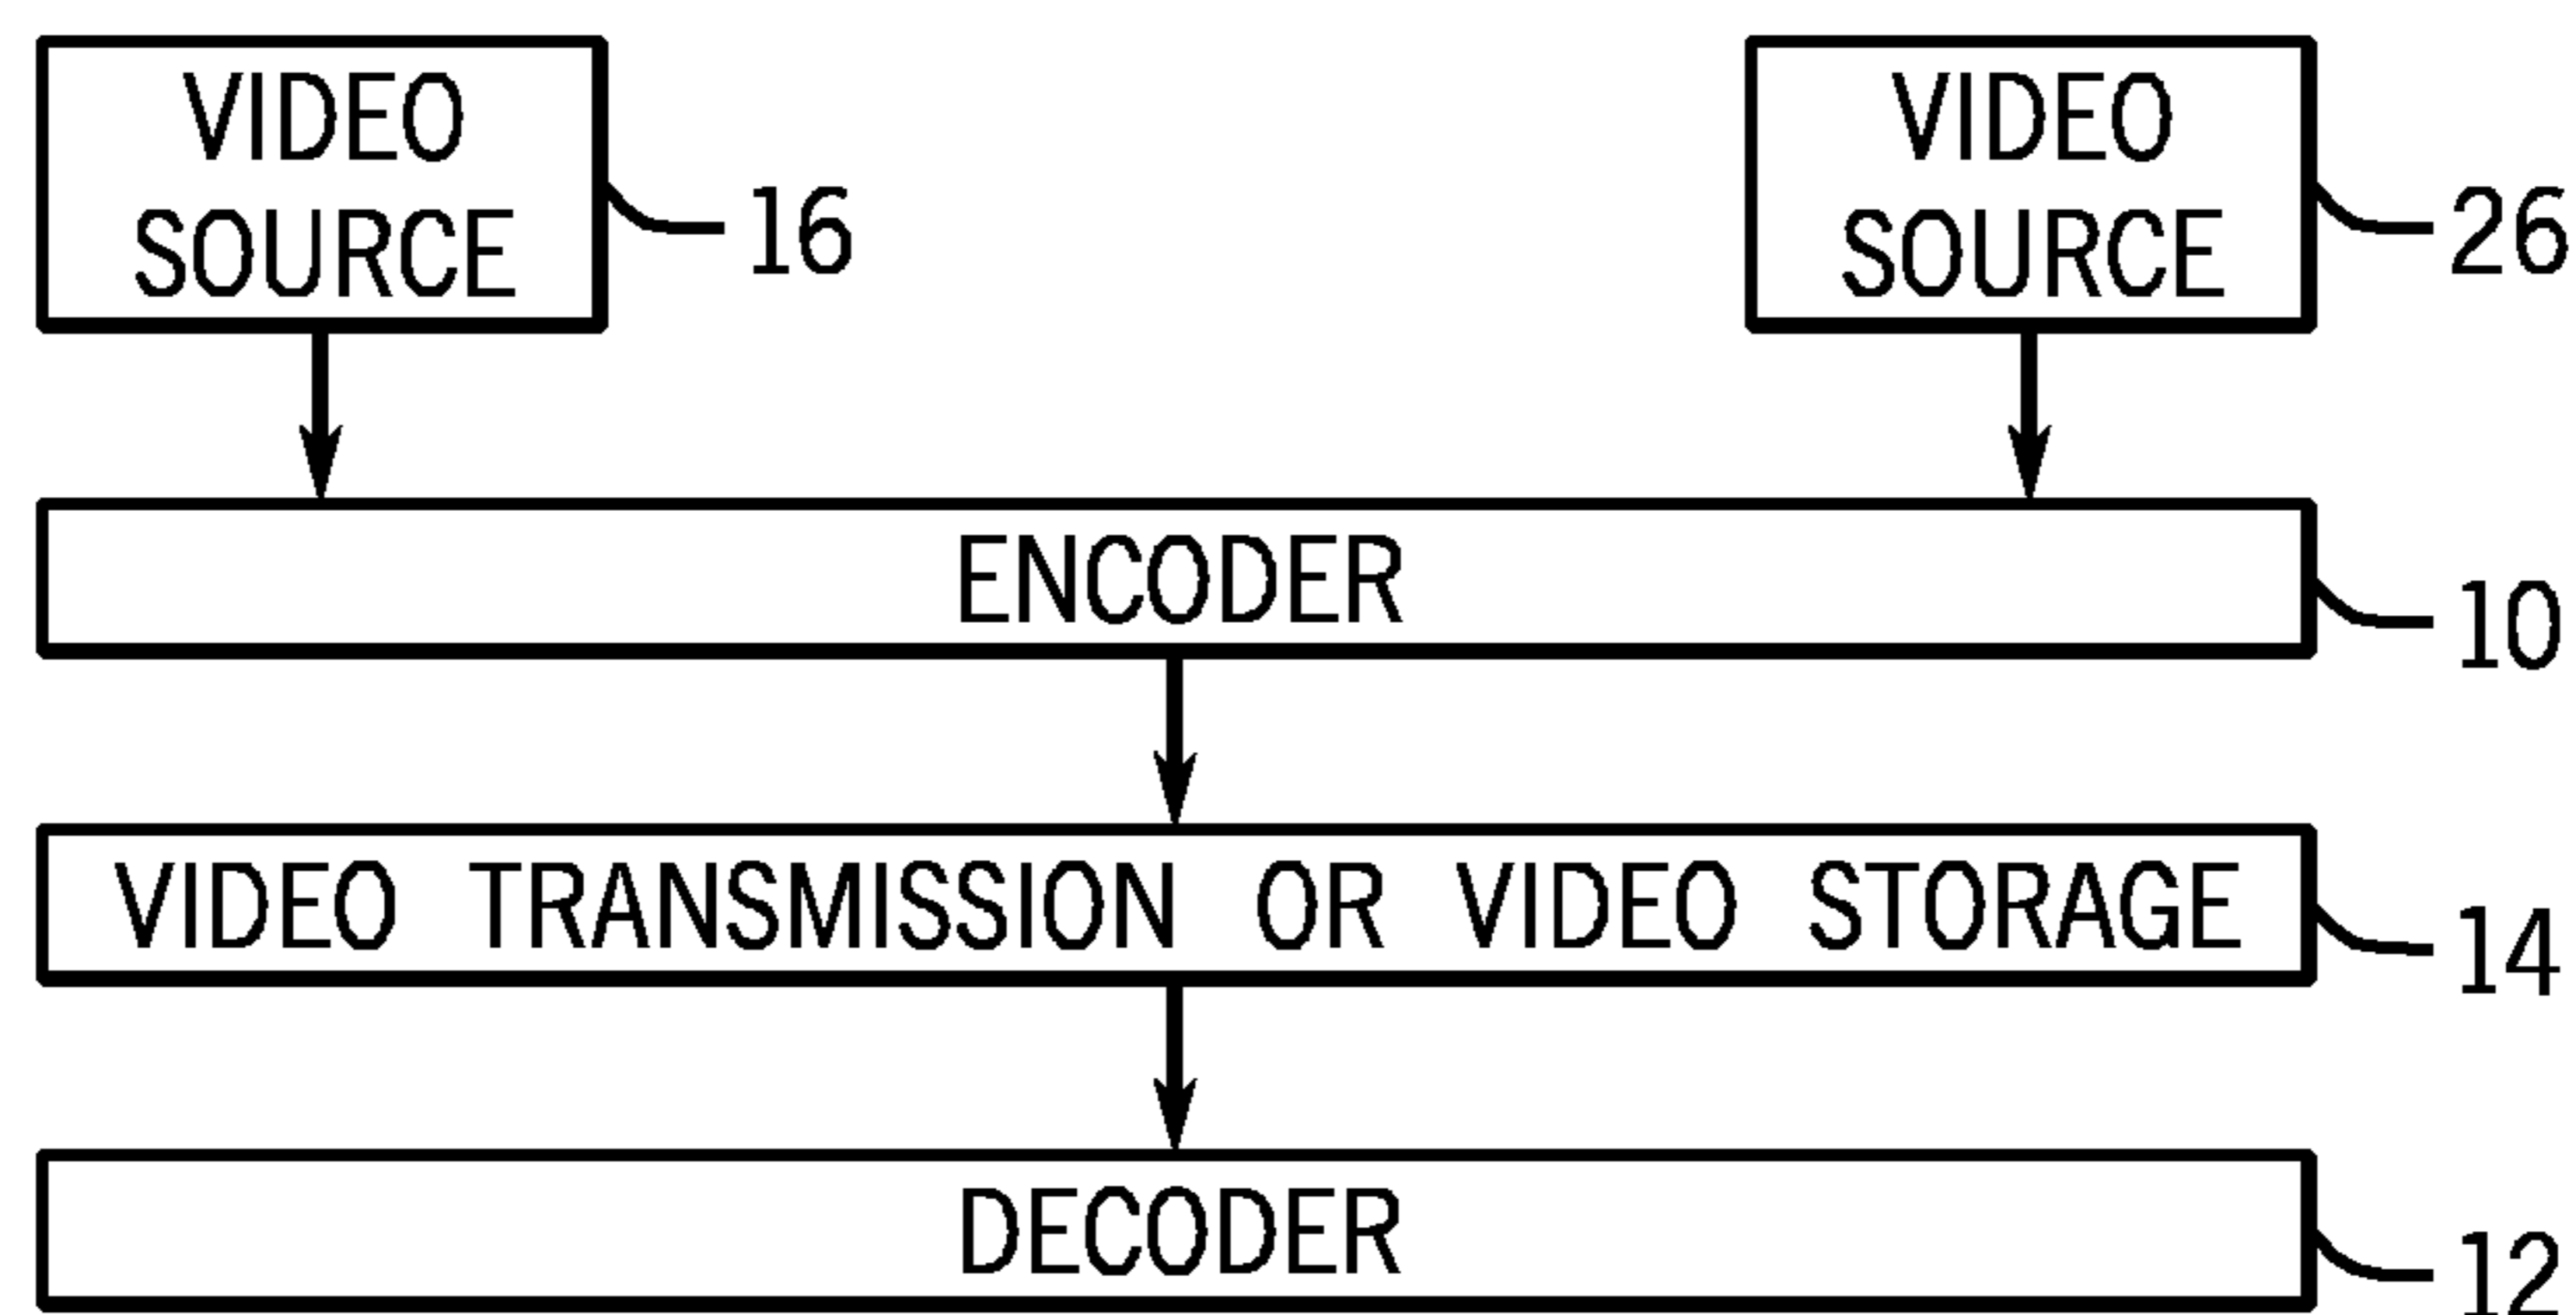 VIDEO
SOURCE
16
VIDEO
SOURCE
26
ENCODER
10
VIDEO TRANSMISSION OR VIDEO STORAGE
14
DECODER
12